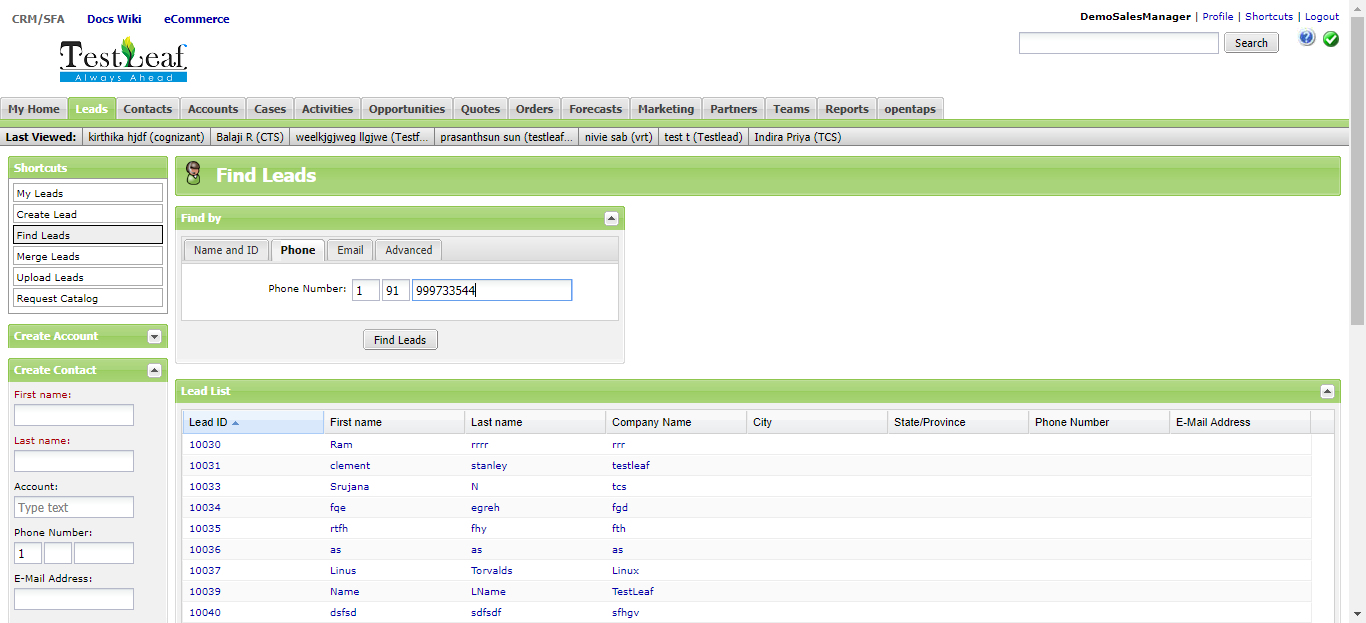 CRM/SFA Docs Wiki eCommerce
DemoSalesManager | Profile | Shortcuts | Logout
TestLeaf
Always Ahead
Search
?
My Home Leads Contacts Accounts Cases Activities Opportunities Quotes Orders Forecasts Marketing Partners Teams Reports opentaps
Last Viewed: kirthika hjdf (cognizant) Balaji R (CTS) weelkjgjweg llgjwe (Testf... prasanthsun sun (testleaf... nivie sab (vrt) test t (Testlead) Indira Priya (TCS)
Shortcuts
My Leads
Create Lead
Find Leads
Merge Leads
Upload Leads
Request Catalog
Create Account
Create Contact
First name:
Last name:
Account:
Type text
Phone Number:
1
E-Mail Address:
Find Leads
Find by
Name and ID Phone Email Advanced
Phone Number: 1 91 999733544
Find Leads
Lead List
Lead ID First name Last name Company Name City State/Province Phone Number E-Mail Address
10030 Ram rrrr rrr
10031 clement stanley testleaf
10033 Srujana N tcs
10034 fqe egreh fgd
10035 rtfh fhy fth
10036 as as as
10037 Linus Torvalds Linux
10039 Name LName TestLeaf
10040 dsfsd sdfsdf sfhgv